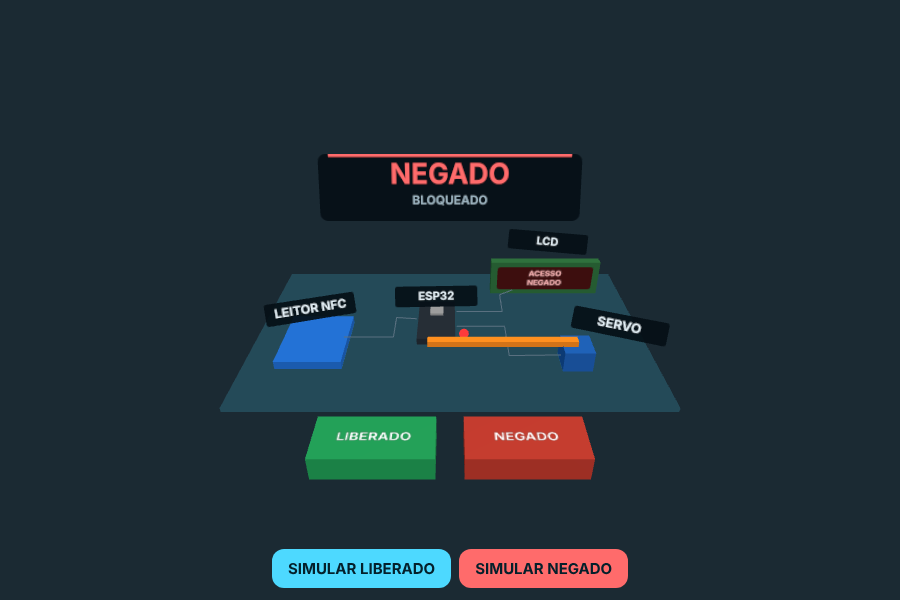 NEGADO
BLOQUEADO
LCD
ACESSO
NEGADO
ESP32
LEITOR NFC
SERVO
LIBERADO
NEGADO
SIMULAR LIBERADO
SIMULAR NEGADO